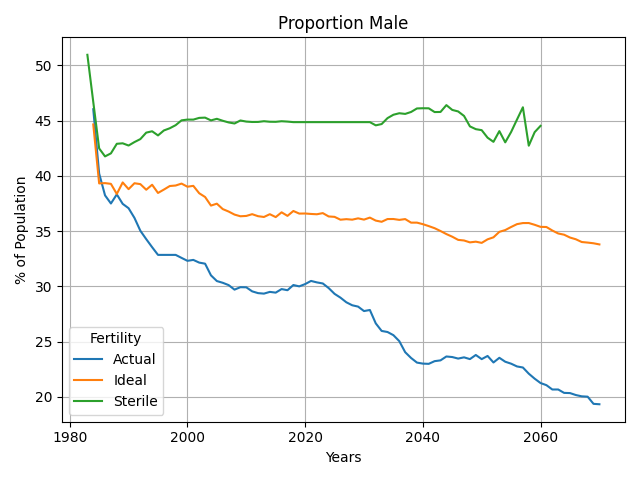 Proportion Male
% of Population
50
45
40
35
30
25
20
Fertility
Actual
Ideal
Sterile
1980 2000 2020 2040 2060
Years